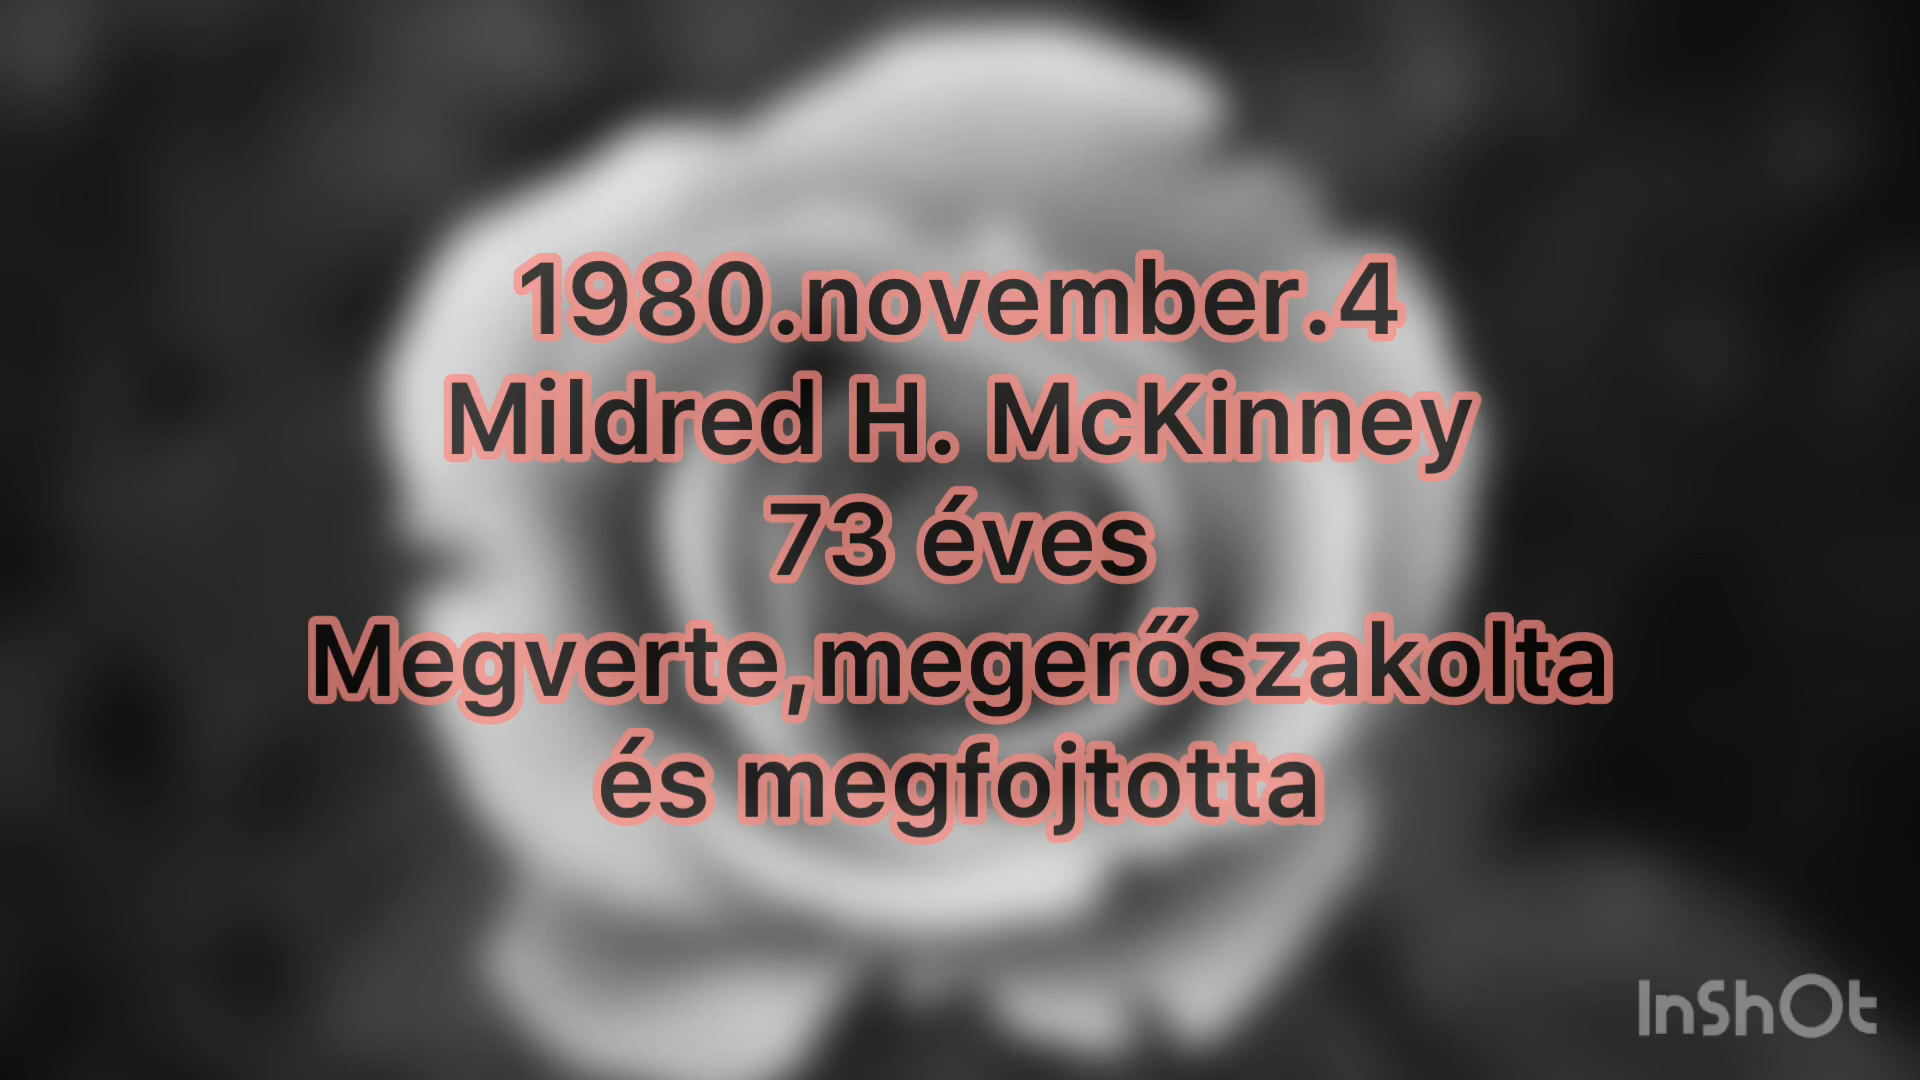 1980.november.4
Mildred H. McKinney
73 éves
Megverte,megerőszakolta
és megfojtotta
InShOt